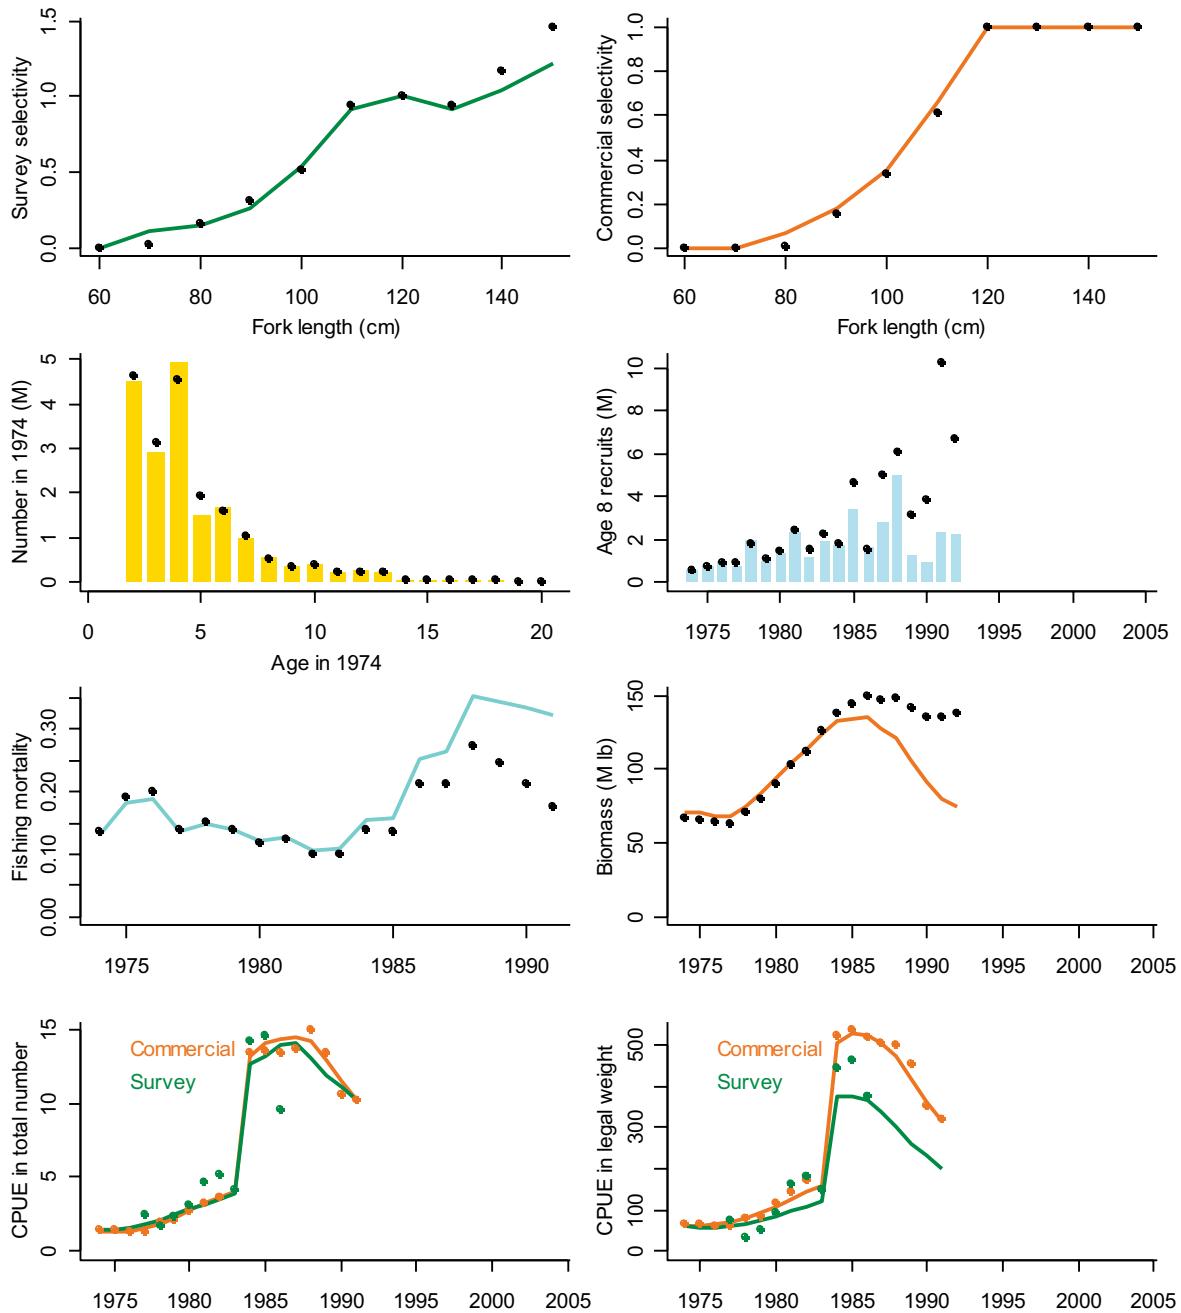 Survey selectivity
0.0 0.5 1.0 1.5
60 80 100 120 140
Fork length (cm)
Commercial selectivity
0.0 0.2 0.4 0.6 0.8 1.0
60 80 100 120 140
Fork length (cm)
Number in 1974 (M)
0 1 2 3 4 5
0 5 10 15 20
Age in 1974
Age 8 recruits (M)
0 2 4 6 8 10
1975 1980 1985 1990 1995 2000 2005
Fishing mortality
0.00 0.10 0.20 0.30
1975 1980 1985 1990
Biomass (M lb)
0 50 100 150
1975 1980 1985 1990 1995 2000 2005
CPUE in total number
0 5 10 15
Commercial
Survey
1975 1980 1985 1990 1995 2000 2005
CPUE in legal weight
0 100 300 500
Commercial
Survey
1975 1980 1985 1990 1995 2000 2005